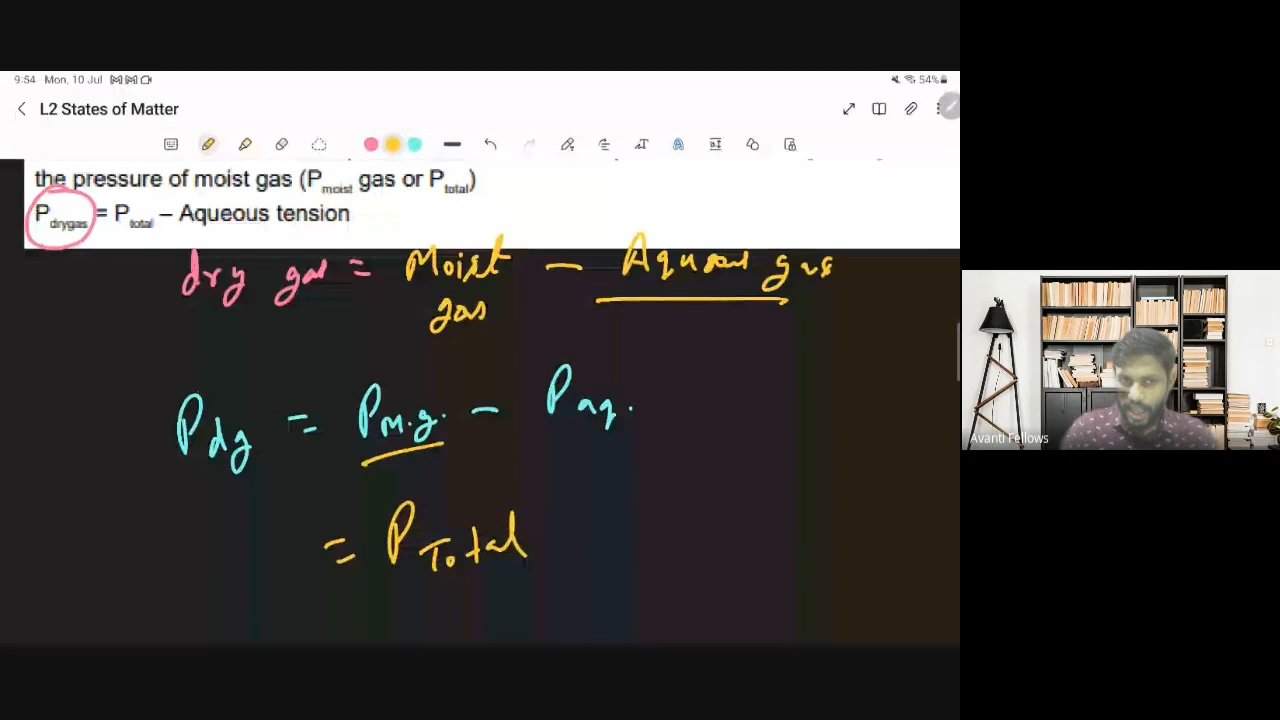 9:54 Mon, 10 Jul 54%
L2 States of Matter
the pressure of moist gas (Pmoist gas or Ptotal)
Pdrygas = Ptotal – Aqueous tension
dry gas = Moist gas – Aqueous gas
Pdg = PM.g. – Paq.
= PTotal
Avanti Fellows